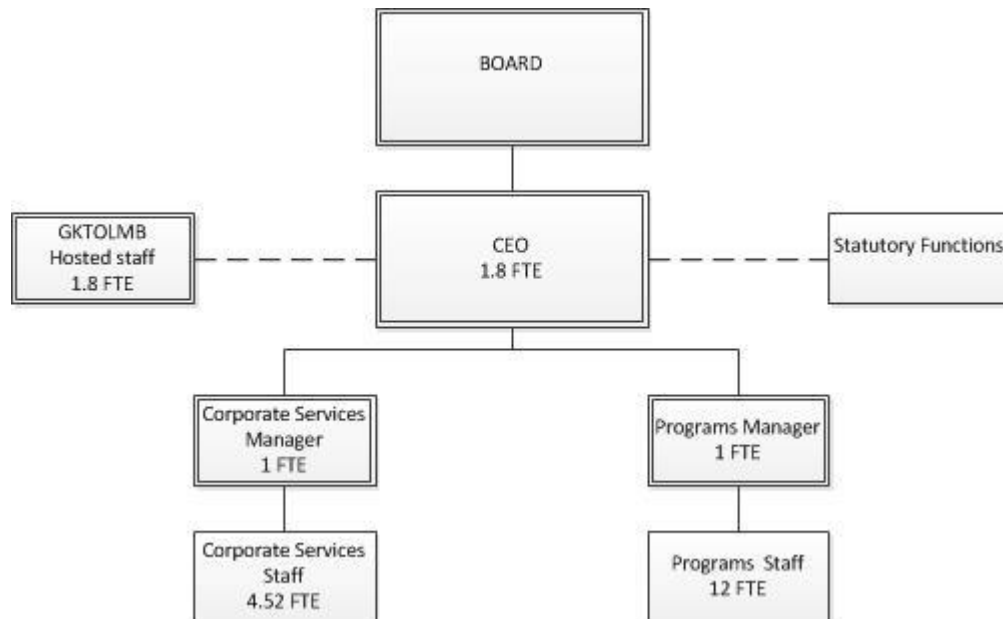 BOARD
GKTOLMB
Hosted staff
1.8 FTE
CEO
1.8 FTE
Statutory Functions
Corporate Services
Manager
1 FTE
Programs Manager
1 FTE
Corporate Services
Staff
4.52 FTE
Programs Staff
12 FTE